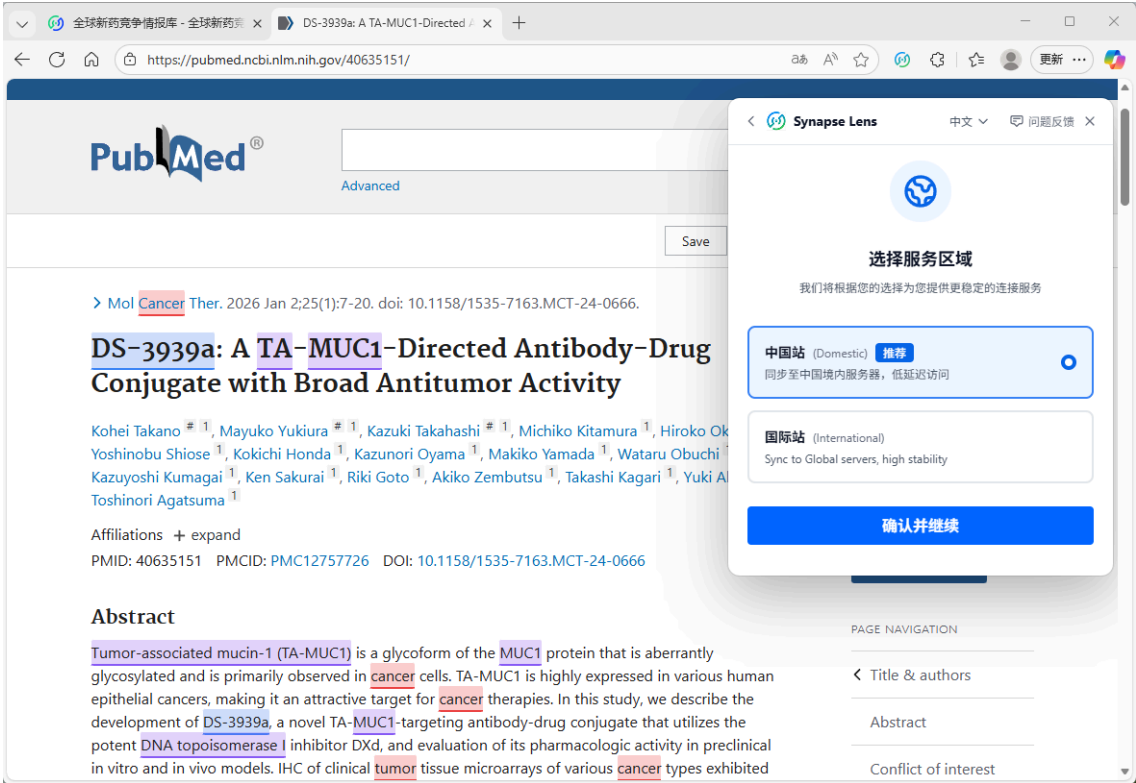 全球新药竞争情报库 - 全球新药竞
DS-3939a: A TA-MUC1-Directed A
https://pubmed.ncbi.nlm.nih.gov/40635151/
更新
PubMed®
Advanced
Save
Mol Cancer Ther. 2026 Jan 2;25(1):7-20. doi: 10.1158/1535-7163.MCT-24-0666.
DS-3939a: A TA-MUC1-Directed Antibody-Drug
Conjugate with Broad Antitumor Activity
Kohei Takano # 1, Mayuko Yukiura # 1, Kazuki Takahashi # 1, Michiko Kitamura 1, Hiroko Ok
Yoshinobu Shiose 1, Kokichi Honda 1, Kazunori Oyama 1, Makiko Yamada 1, Wataru Obuchi 1
Kazuyoshi Kumagai 1, Ken Sakurai 1, Riki Goto 1, Akiko Zembutsu 1, Takashi Kagari 1, Yuki A
Toshinori Agatsuma 1
Affiliations + expand
PMID: 40635151 PMCID: PMC12757726 DOI: 10.1158/1535-7163.MCT-24-0666
Abstract
Tumor-associated mucin-1 (TA-MUC1) is a glycoform of the MUC1 protein that is aberrantly
glycosylated and is primarily observed in cancer cells. TA-MUC1 is highly expressed in various human
epithelial cancers, making it an attractive target for cancer therapies. In this study, we describe the
development of DS-3939a, a novel TA-MUC1-targeting antibody-drug conjugate that utilizes the
potent DNA topoisomerase I inhibitor DXd, and evaluation of its pharmacologic activity in preclinical
in vitro and in vivo models. IHC of clinical tumor tissue microarrays of various cancer types exhibited
Synapse Lens 中文 问题反馈
选择服务区域
我们将根据您的选择为您提供更稳定的连接服务
中国站 (Domestic) 推荐
同步至中国境内服务器，低延迟访问
国际站 (International)
Sync to Global servers, high stability
确认并继续
PAGE NAVIGATION
Title & authors
Abstract
Conflict of interest